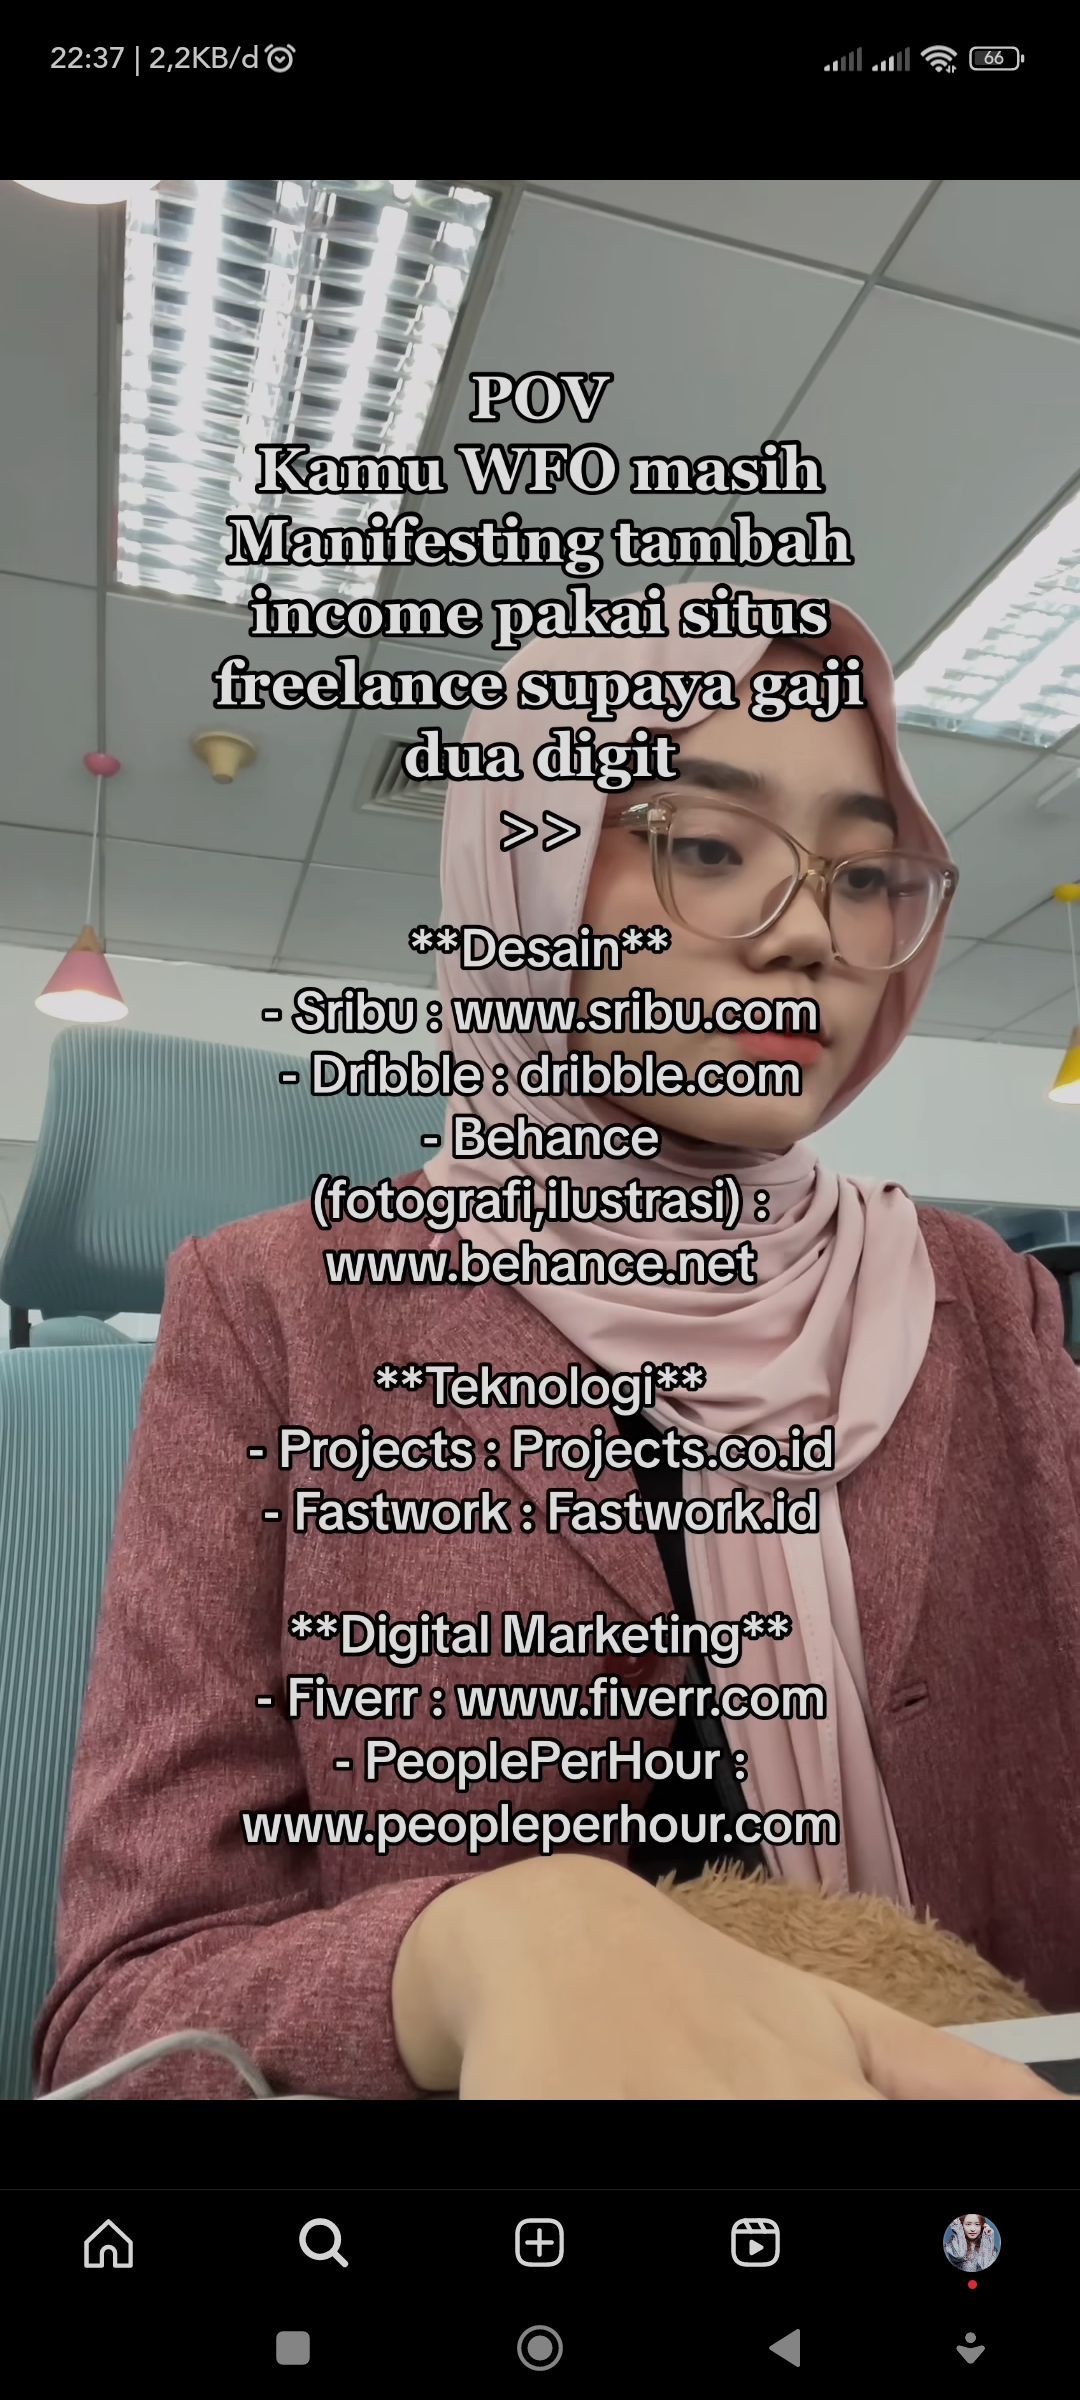 22:37 | 2,2KB/d
66
POV
Kamu WFO masih
Manifesting tambah
income pakai situs
freelance supaya gaji
dua digit
>>
**Desain**
- Sribu : www.sribu.com
- Dribble : dribble.com
- Behance
(fotografi,ilustrasi) :
www.behance.net
**Teknologi**
- Projects : Projects.co.id
- Fastwork : Fastwork.id
**Digital Marketing**
- Fiverr : www.fiverr.com
- PeoplePerHour :
www.peopleperhour.com